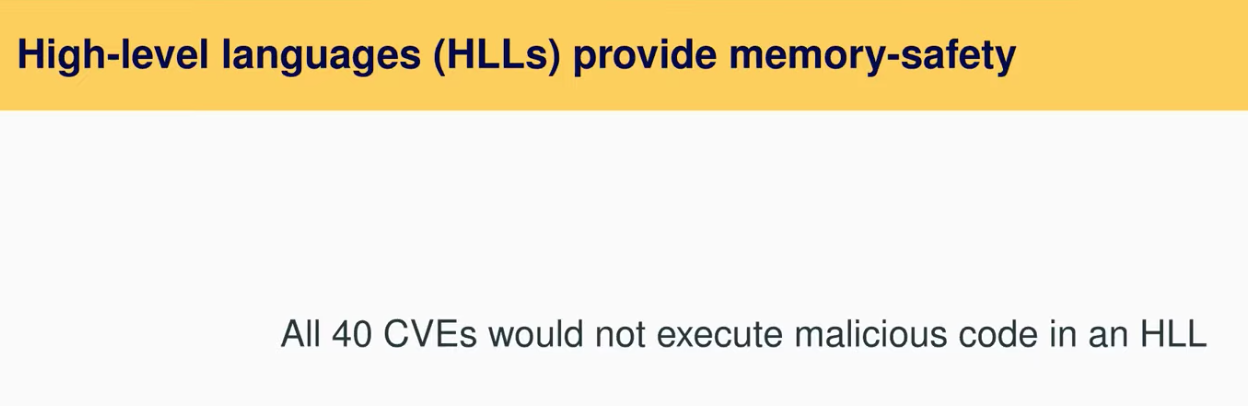 High-level languages (HLLs) provide memory-safety
All 40 CVEs would not execute malicious code in an HLL